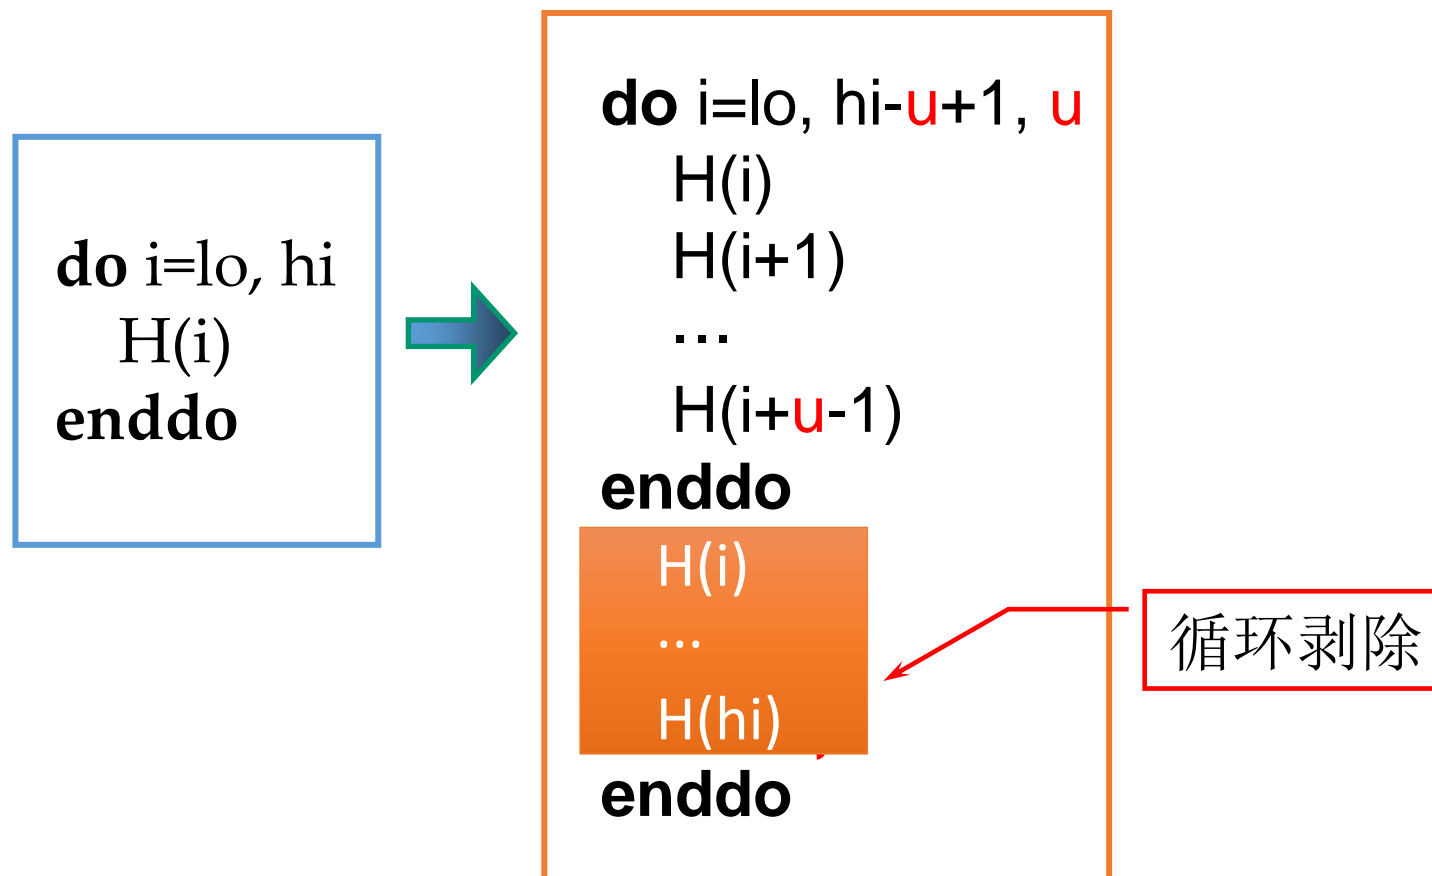 do i=lo, hi
H(i)
enddo
do i=lo, hi-u+1, u
H(i)
H(i+1)
...
H(i+u-1)
enddo
H(i)
...
H(hi)
enddo
循环剥除